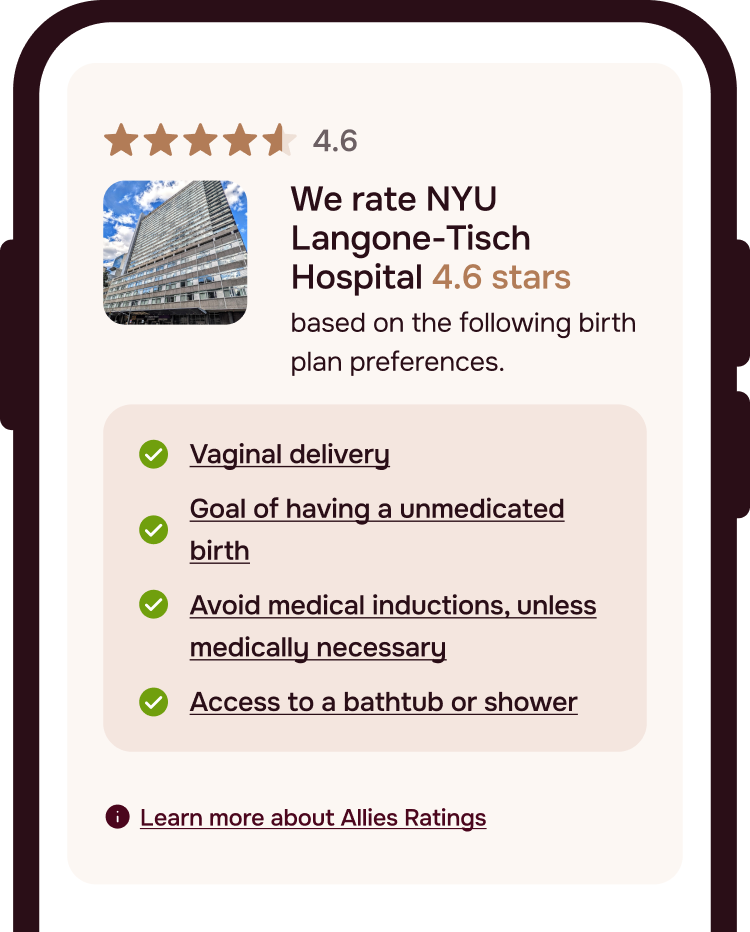 4.6
We rate NYU
Langone-Tisch
Hospital 4.6 stars
based on the following birth
plan preferences.
Vaginal delivery
Goal of having a unmedicated
birth
Avoid medical inductions, unless
medically necessary
Access to a bathtub or shower
Learn more about Allies Ratings